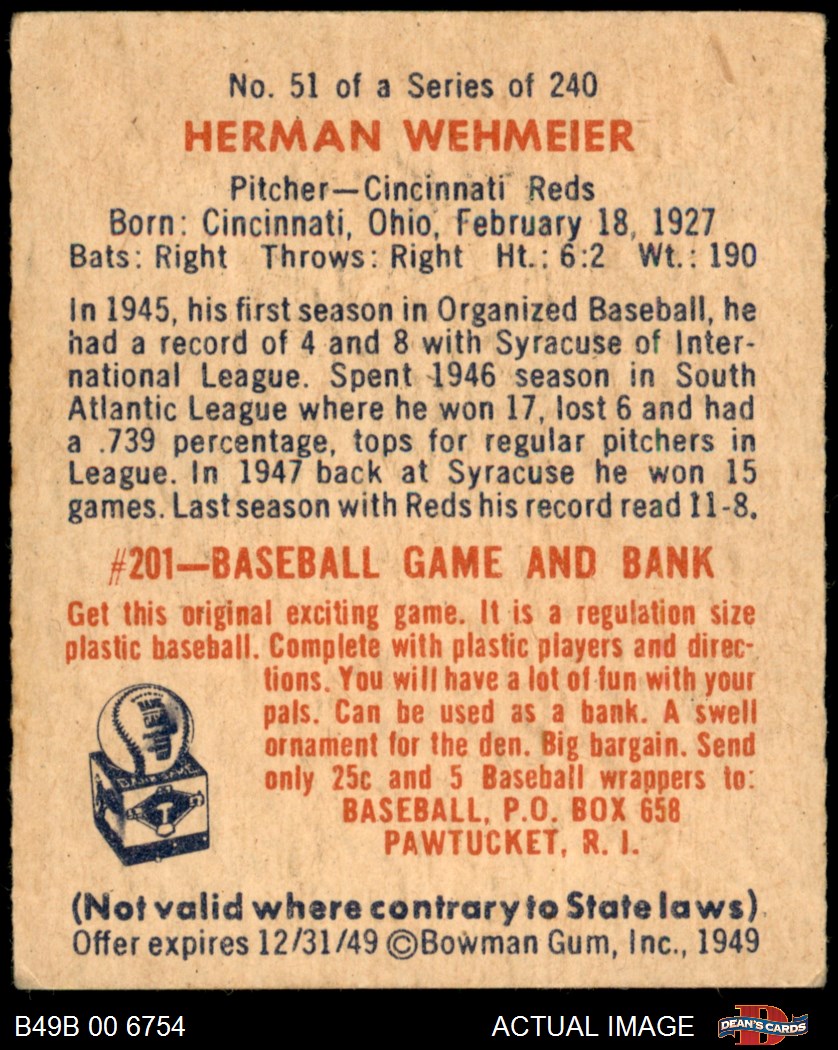 No. 51 of a Series of 240
HERMAN WEHMEIER
Pitcher—Cincinnati Reds
Born: Cincinnati, Ohio, February 18, 1927
Bats: Right Throws: Right Ht.: 6:2 Wt.: 190
In 1945, his first season in Organized Baseball, he
had a record of 4 and 8 with Syracuse of Inter-
national League. Spent 1946 season in South
Atlantic League where he won 17, lost 6 and had
a .739 percentage, tops for regular pitchers in
League. In 1947 back at Syracuse he won 15
games. Last season with Reds his record read 11-8.
#201—BASEBALL GAME AND BANK
Get this original exciting game. It is a regulation size
plastic baseball. Complete with plastic players and direc-
tions. You will have a lot of fun with your
pals. Can be used as a bank. A swell
ornament for the den. Big bargain. Send
only 25c and 5 Baseball wrappers to:
BASEBALL, P.O. BOX 658
PAWTUCKET, R. I.
(Not valid where contrary to State laws)
Offer expires 12/31/49 ©Bowman Gum, Inc., 1949
B49B 00 6754 ACTUAL IMAGE DEAN'S CARDS